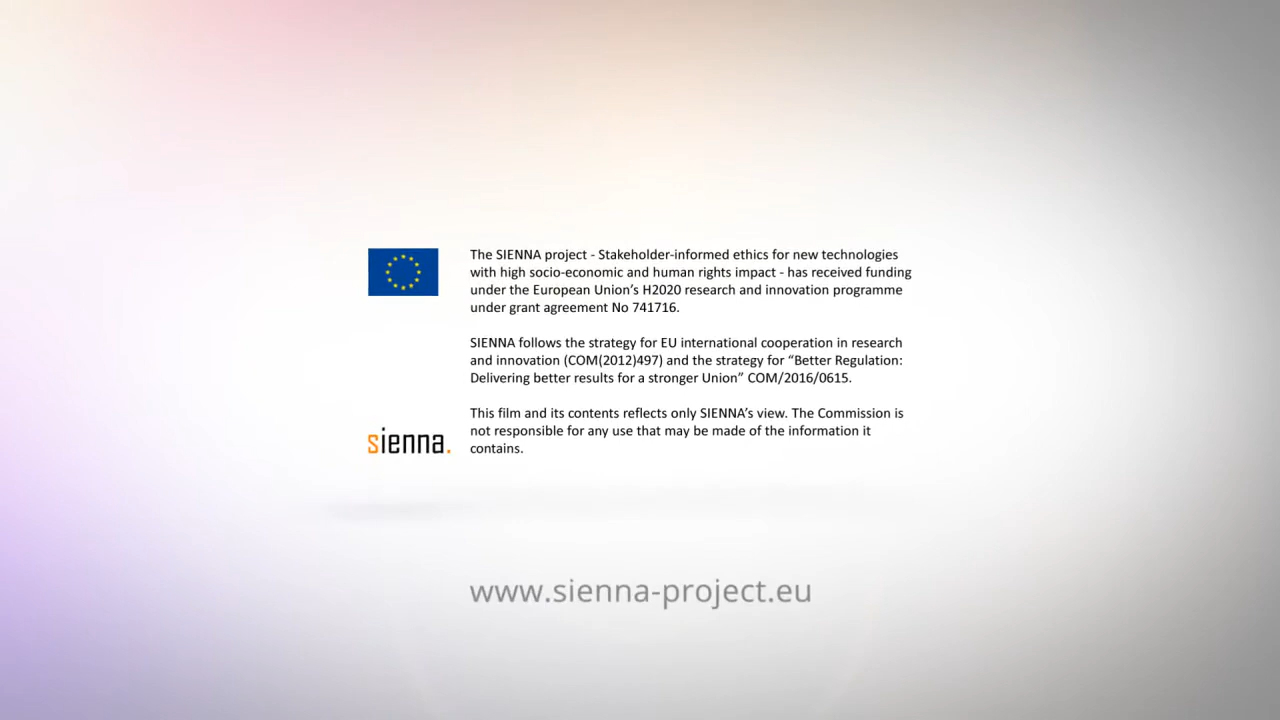 The SIENNA project - Stakeholder-informed ethics for new technologies
with high socio-economic and human rights impact - has received funding
under the European Union’s H2020 research and innovation programme
under grant agreement No 741716.
SIENNA follows the strategy for EU international cooperation in research
and innovation (COM(2012)497) and the strategy for “Better Regulation:
Delivering better results for a stronger Union” COM/2016/0615.
This film and its contents reflects only SIENNA’s view. The Commission is
not responsible for any use that may be made of the information it
contains.
sienna.
www.sienna-project.eu